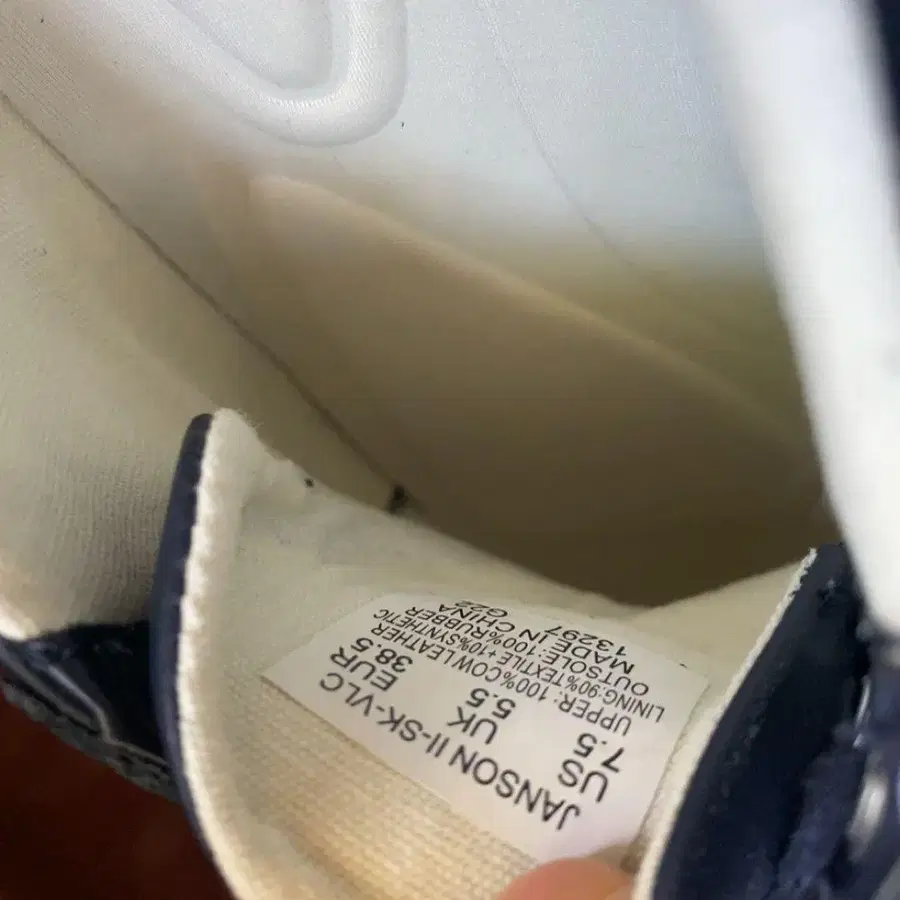 JANSON II-SK-VLC
US UK EUR
7.5 5.5 38.5
UPPER: 100%COW LEATHER
LINING:90%TEXTILE+10%SYNTHETIC
OUTSOLE:100%RUBBER
MADE IN CHINA
13297 G22